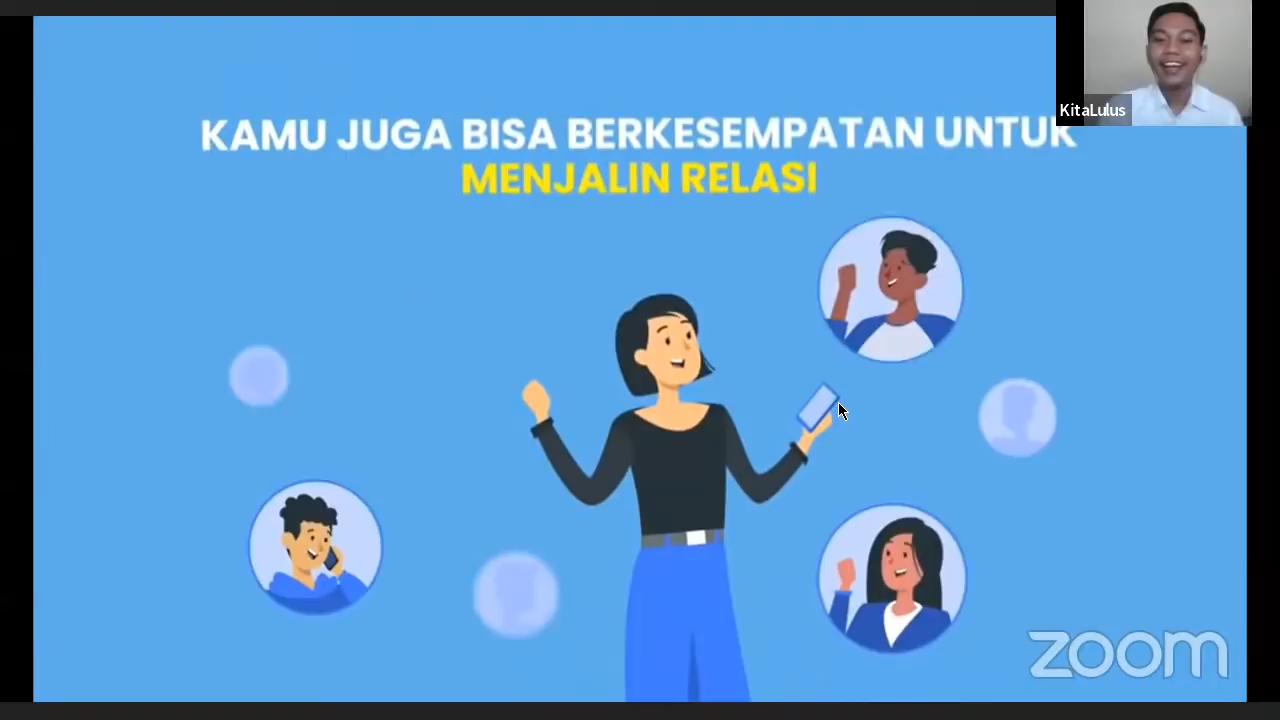 KAMU JUGA BISA BERKESEMPATAN UNTUK
MENJALIN RELASI
KitaLulus
zoom